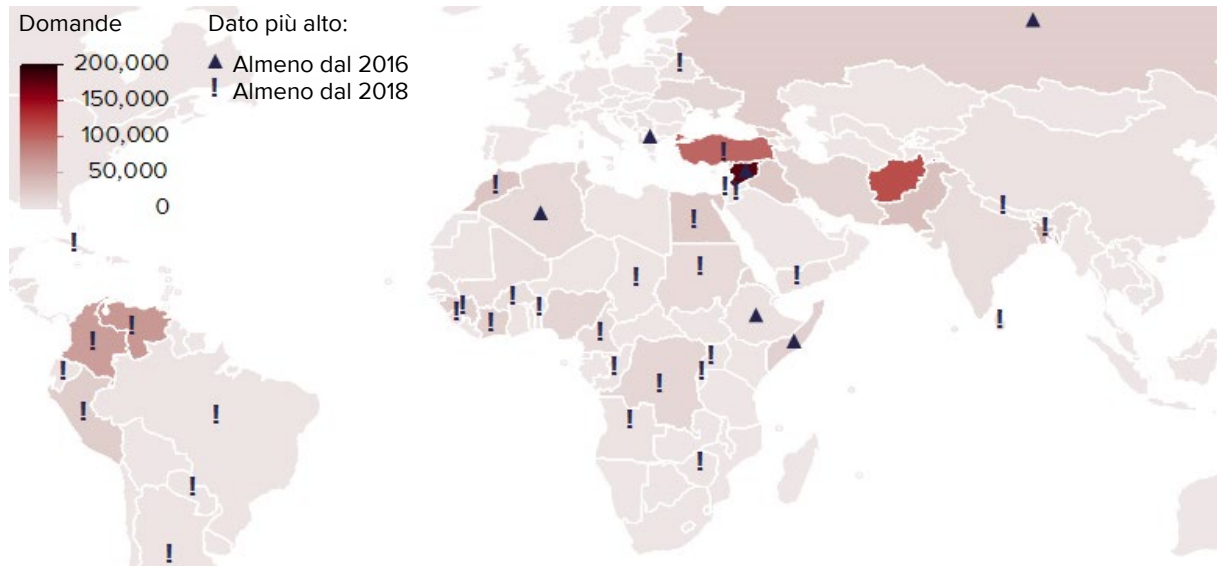 Domande
200,000
150,000
100,000
50,000
0
Dato più alto:
▲ Almeno dal 2016
! Almeno dal 2018